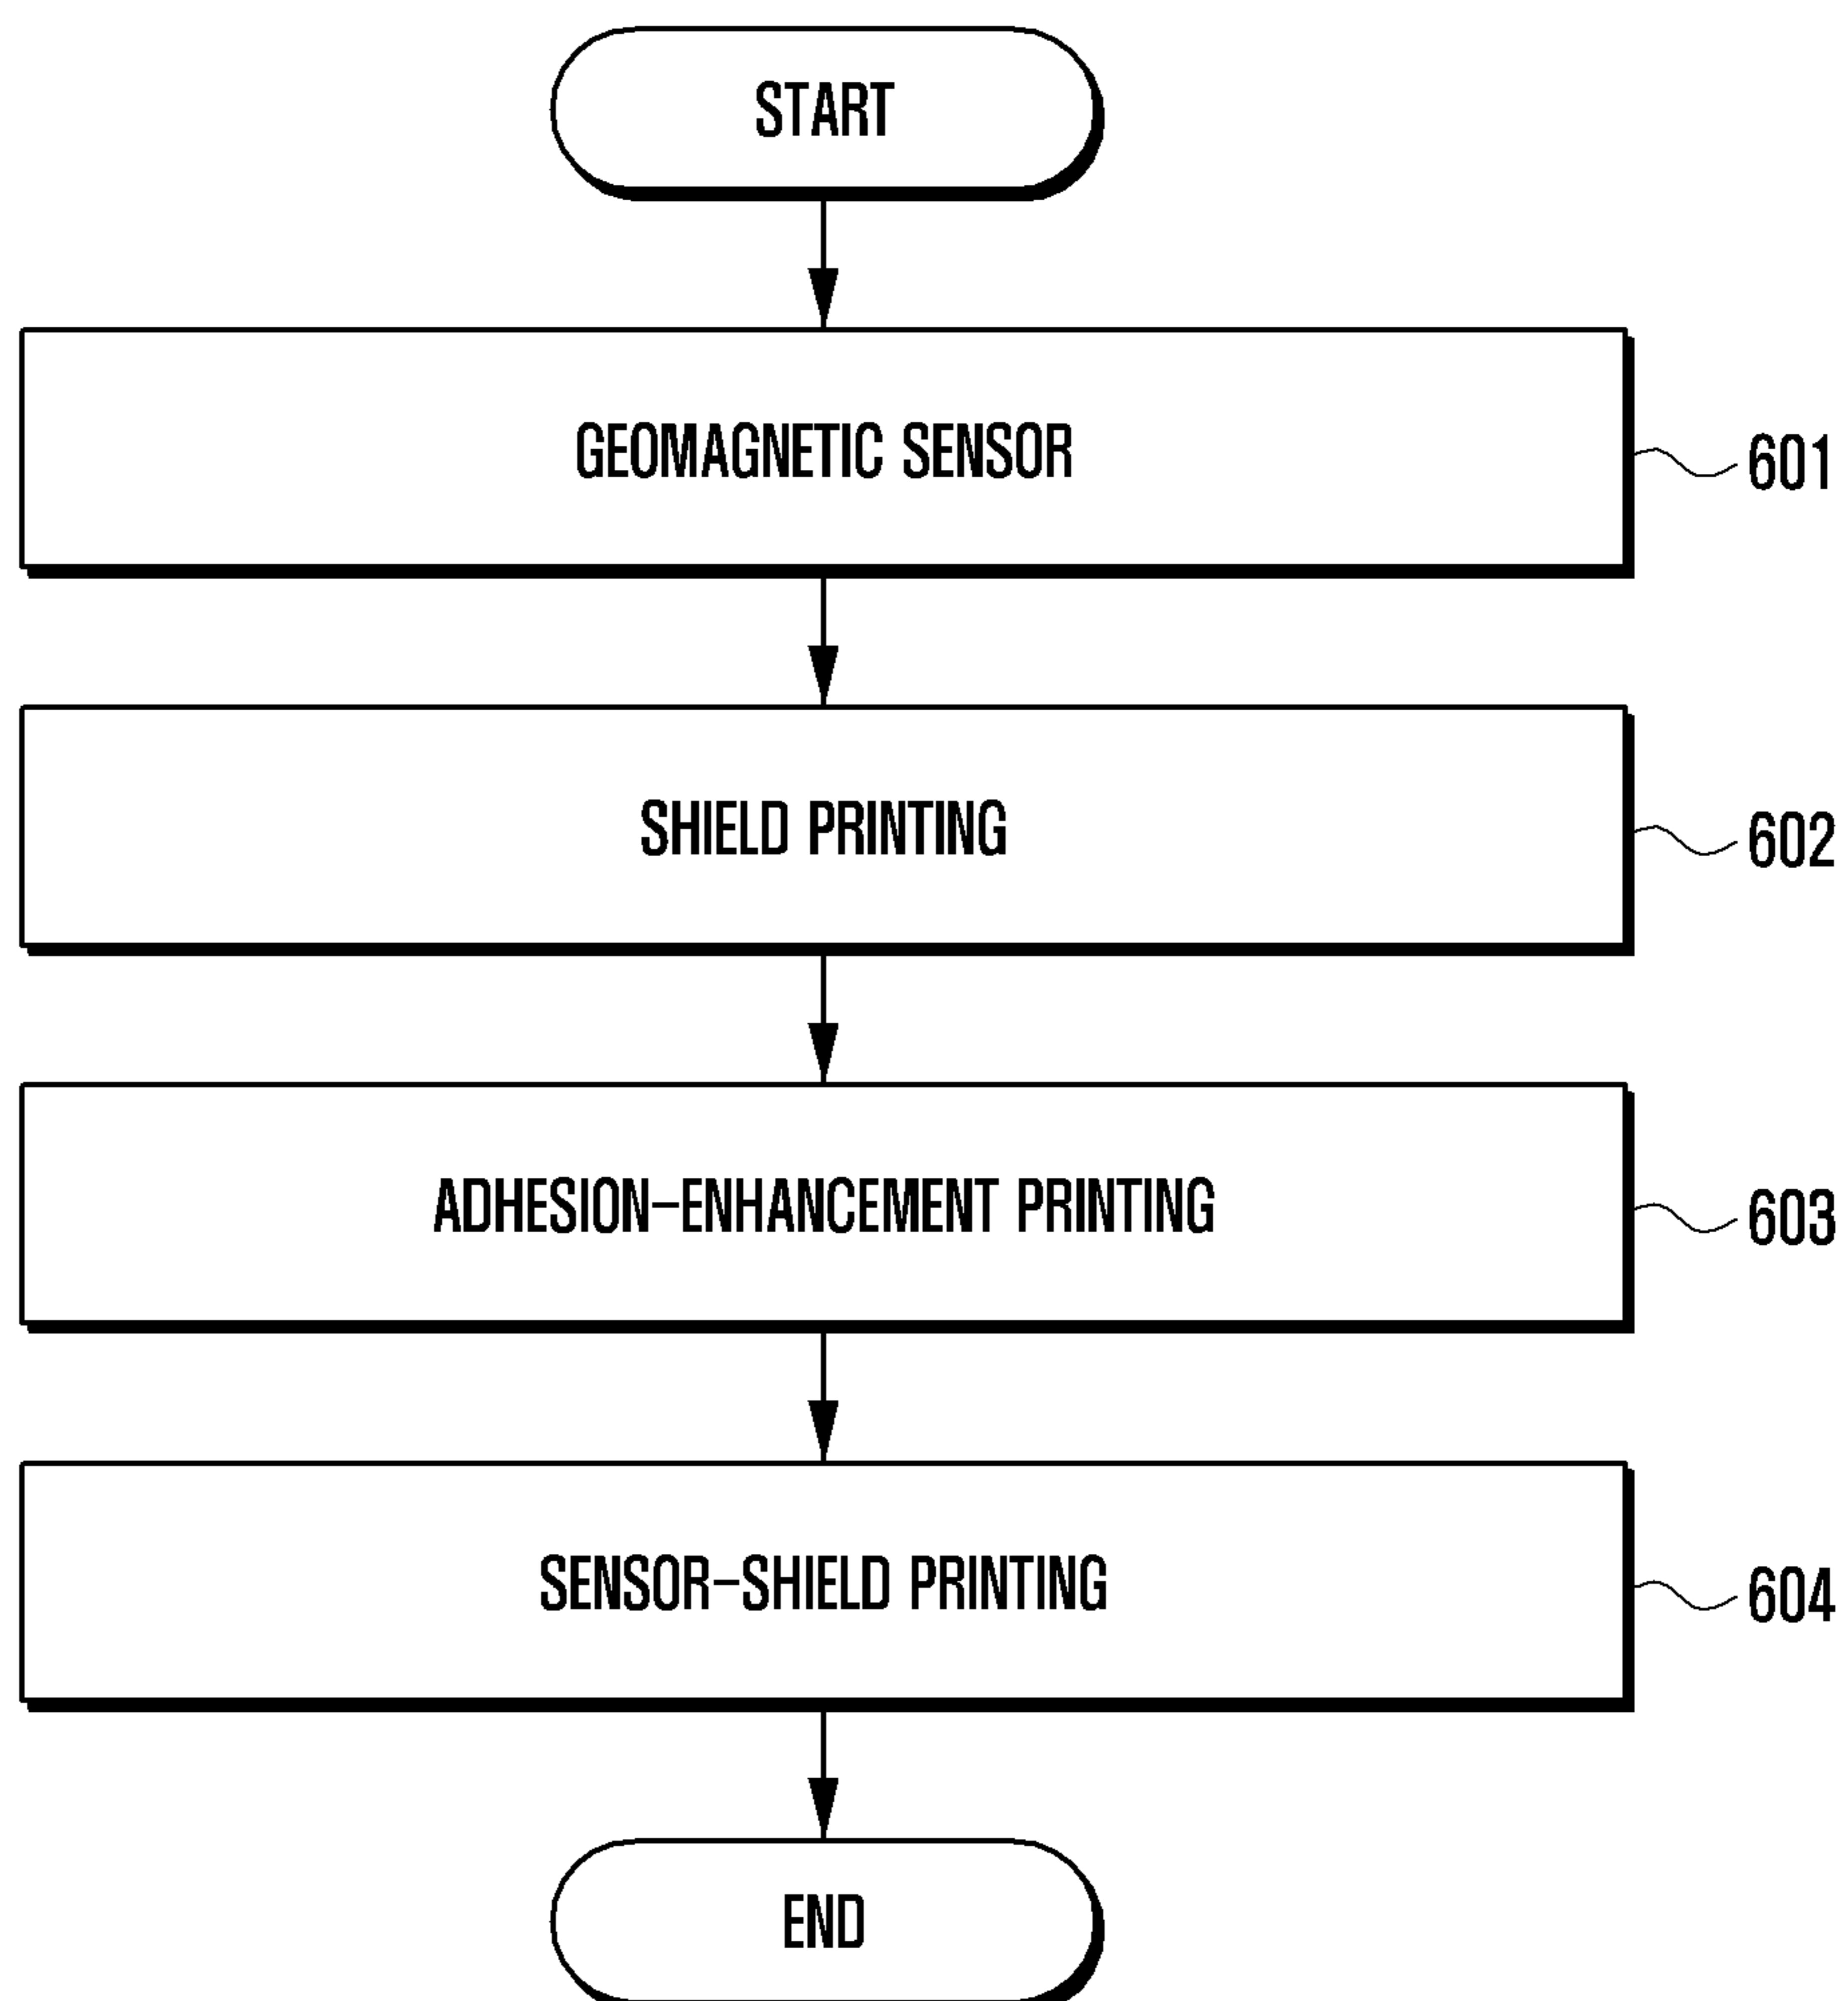 START
GEOMAGNETIC SENSOR
601
SHIELD PRINTING
602
ADHESION-ENHANCEMENT PRINTING
603
SENSOR-SHIELD PRINTING
604
END